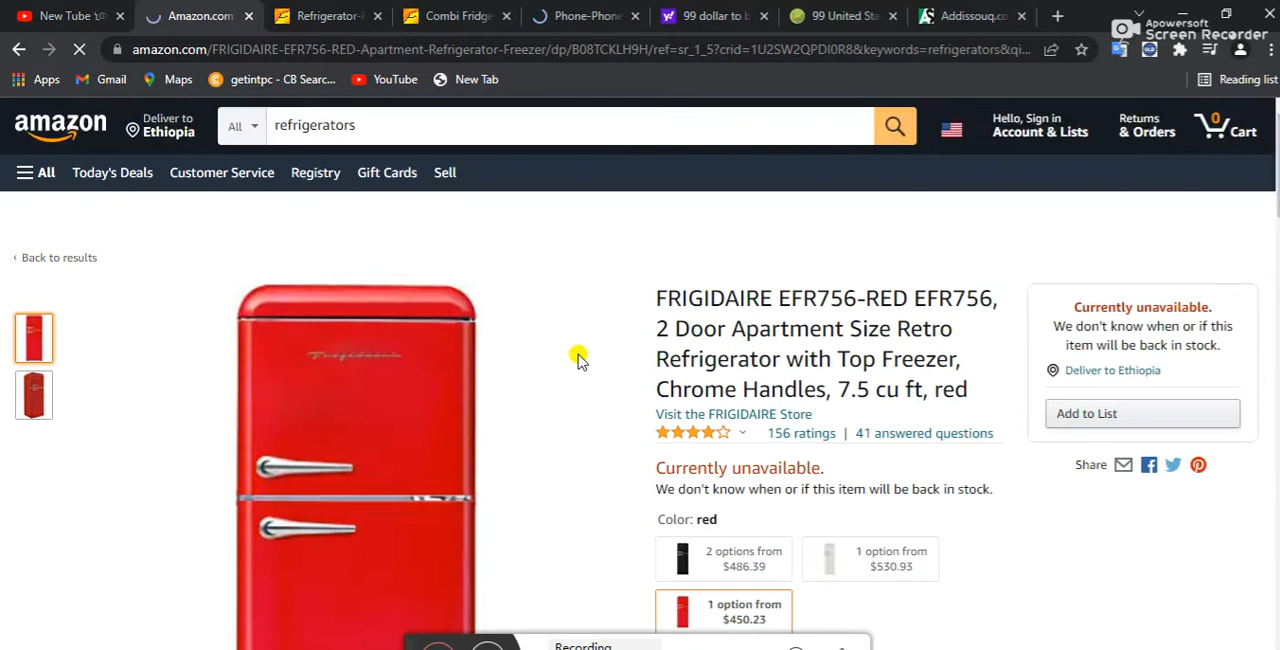 New Tube
Amazon.com
Refrigerator-
Combi Fridge
Phone-Phone
99 dollar to b
99 United Sta
Addissouq.co
Apowersoft
Screen Recorder
amazon.com/FRIGIDAIRE-EFR756-RED-Apartment-Refrigerator-Freezer/dp/B08TCKLH9H/ref=sr_1_5?crid=1U2SW2QPDI0R8&keywords=refrigerators&qi...
Apps
Gmail
Maps
getintpc - CB Searc...
YouTube
New Tab
Reading list
amazon
Deliver to
Ethiopia
All
refrigerators
Hello, Sign in
Account & Lists
Returns
& Orders
0
Cart
All
Today's Deals
Customer Service
Registry
Gift Cards
Sell
‹ Back to results
Frigidaire
FRIGIDAIRE EFR756-RED EFR756,
2 Door Apartment Size Retro
Refrigerator with Top Freezer,
Chrome Handles, 7.5 cu ft, red
Visit the FRIGIDAIRE Store
156 ratings | 41 answered questions
Currently unavailable.
We don't know when or if this item will be back in stock.
Color: red
2 options from
$486.39
1 option from
$530.93
1 option from
$450.23
Currently unavailable.
We don't know when or if this
item will be back in stock.
Deliver to Ethiopia
Add to List
Share
Recording